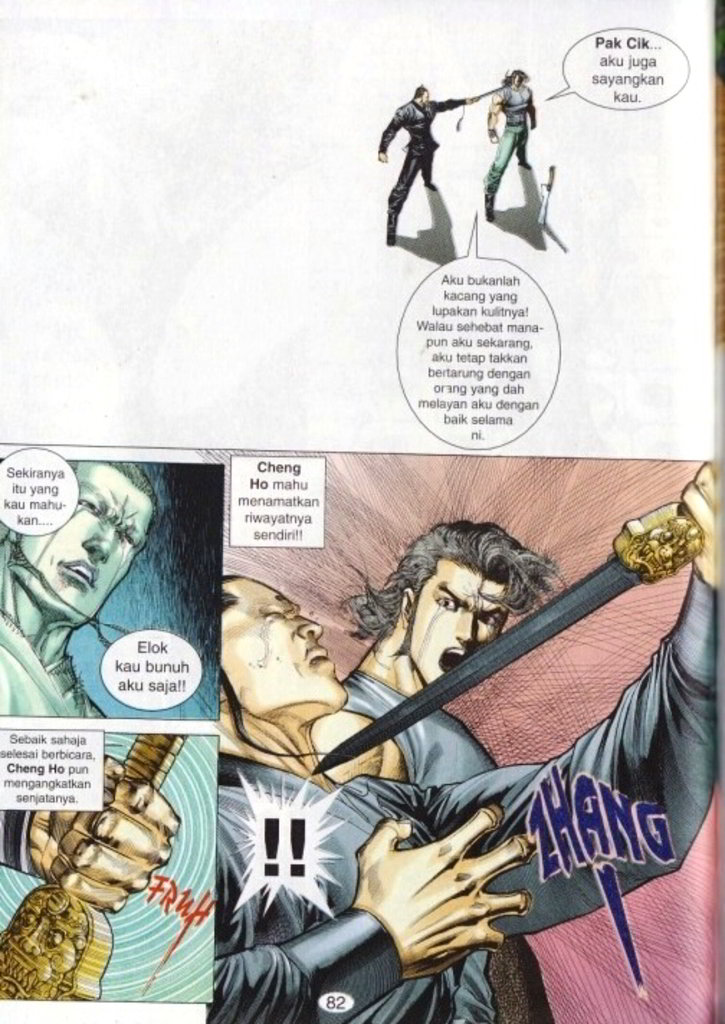 Pak Cik...
aku juga
sayangkan
kau.
Aku bukanlah
kacang yang
lupakan kulitnya!
Walau sehebat mana-
pun aku sekarang,
aku tetap takkan
bertarung dengan
orang yang dah
melayan aku dengan
baik selama
ni.
Sekiranya
itu yang
kau mahu-
kan....
Elok
kau bunuh
aku saja!!
Cheng
Ho mahu
menamatkan
riwayatnya
sendiri!!
Sebaik sahaja
selesai berbicara,
Cheng Ho pun
mengangkatkan
senjatanya.
FRUH
!!
ZHANG
82